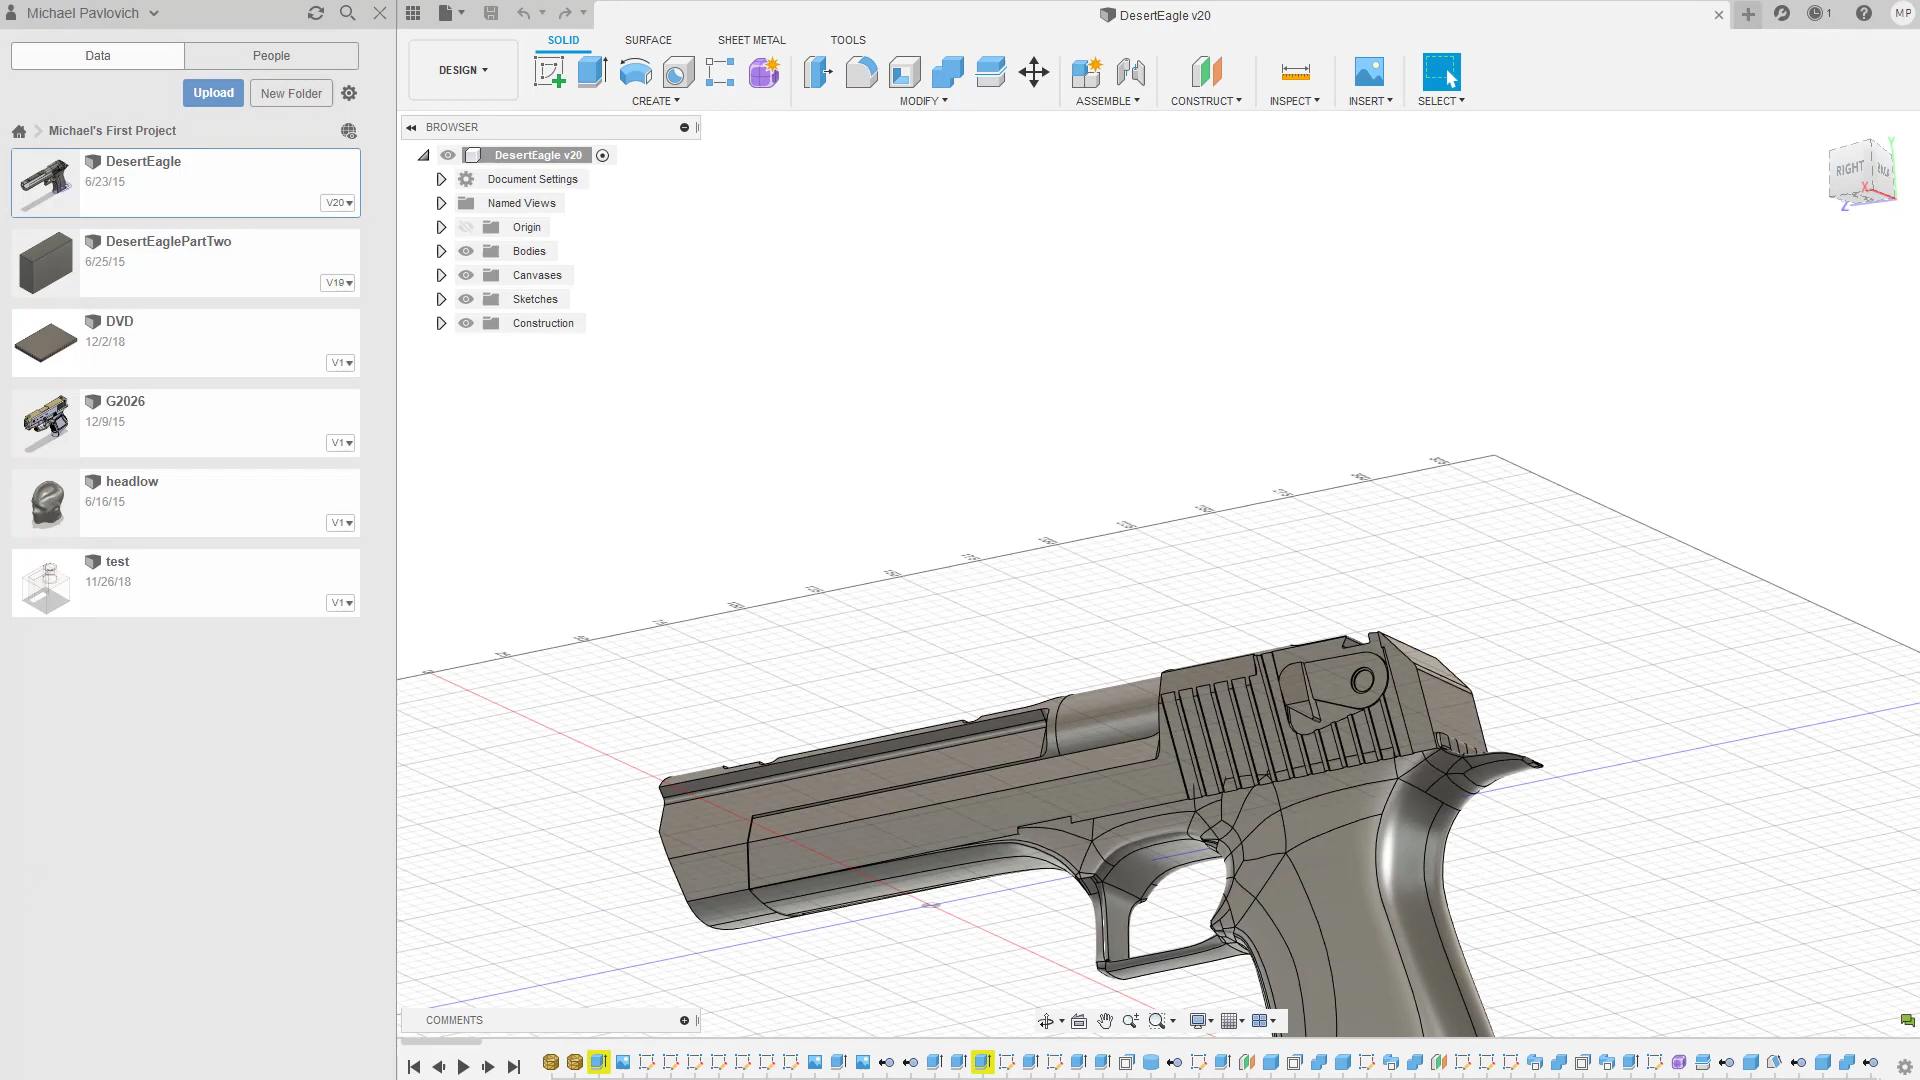 Michael Pavlovich
DesertEagle v20
1
MP
Data
People
Upload
New Folder
Michael's First Project
DesertEagle
6/23/15
V20
DesertEaglePartTwo
6/25/15
V19
DVD
12/2/18
V1
G2026
12/9/15
V1
headlow
6/16/15
V1
test
11/26/18
V1
SOLID
SURFACE
SHEET METAL
TOOLS
DESIGN
CREATE
MODIFY
ASSEMBLE
CONSTRUCT
INSPECT
INSERT
SELECT
BROWSER
DesertEagle v20
Document Settings
Named Views
Origin
Bodies
Canvases
Sketches
Construction
RIGHT
Y
X
Z
COMMENTS